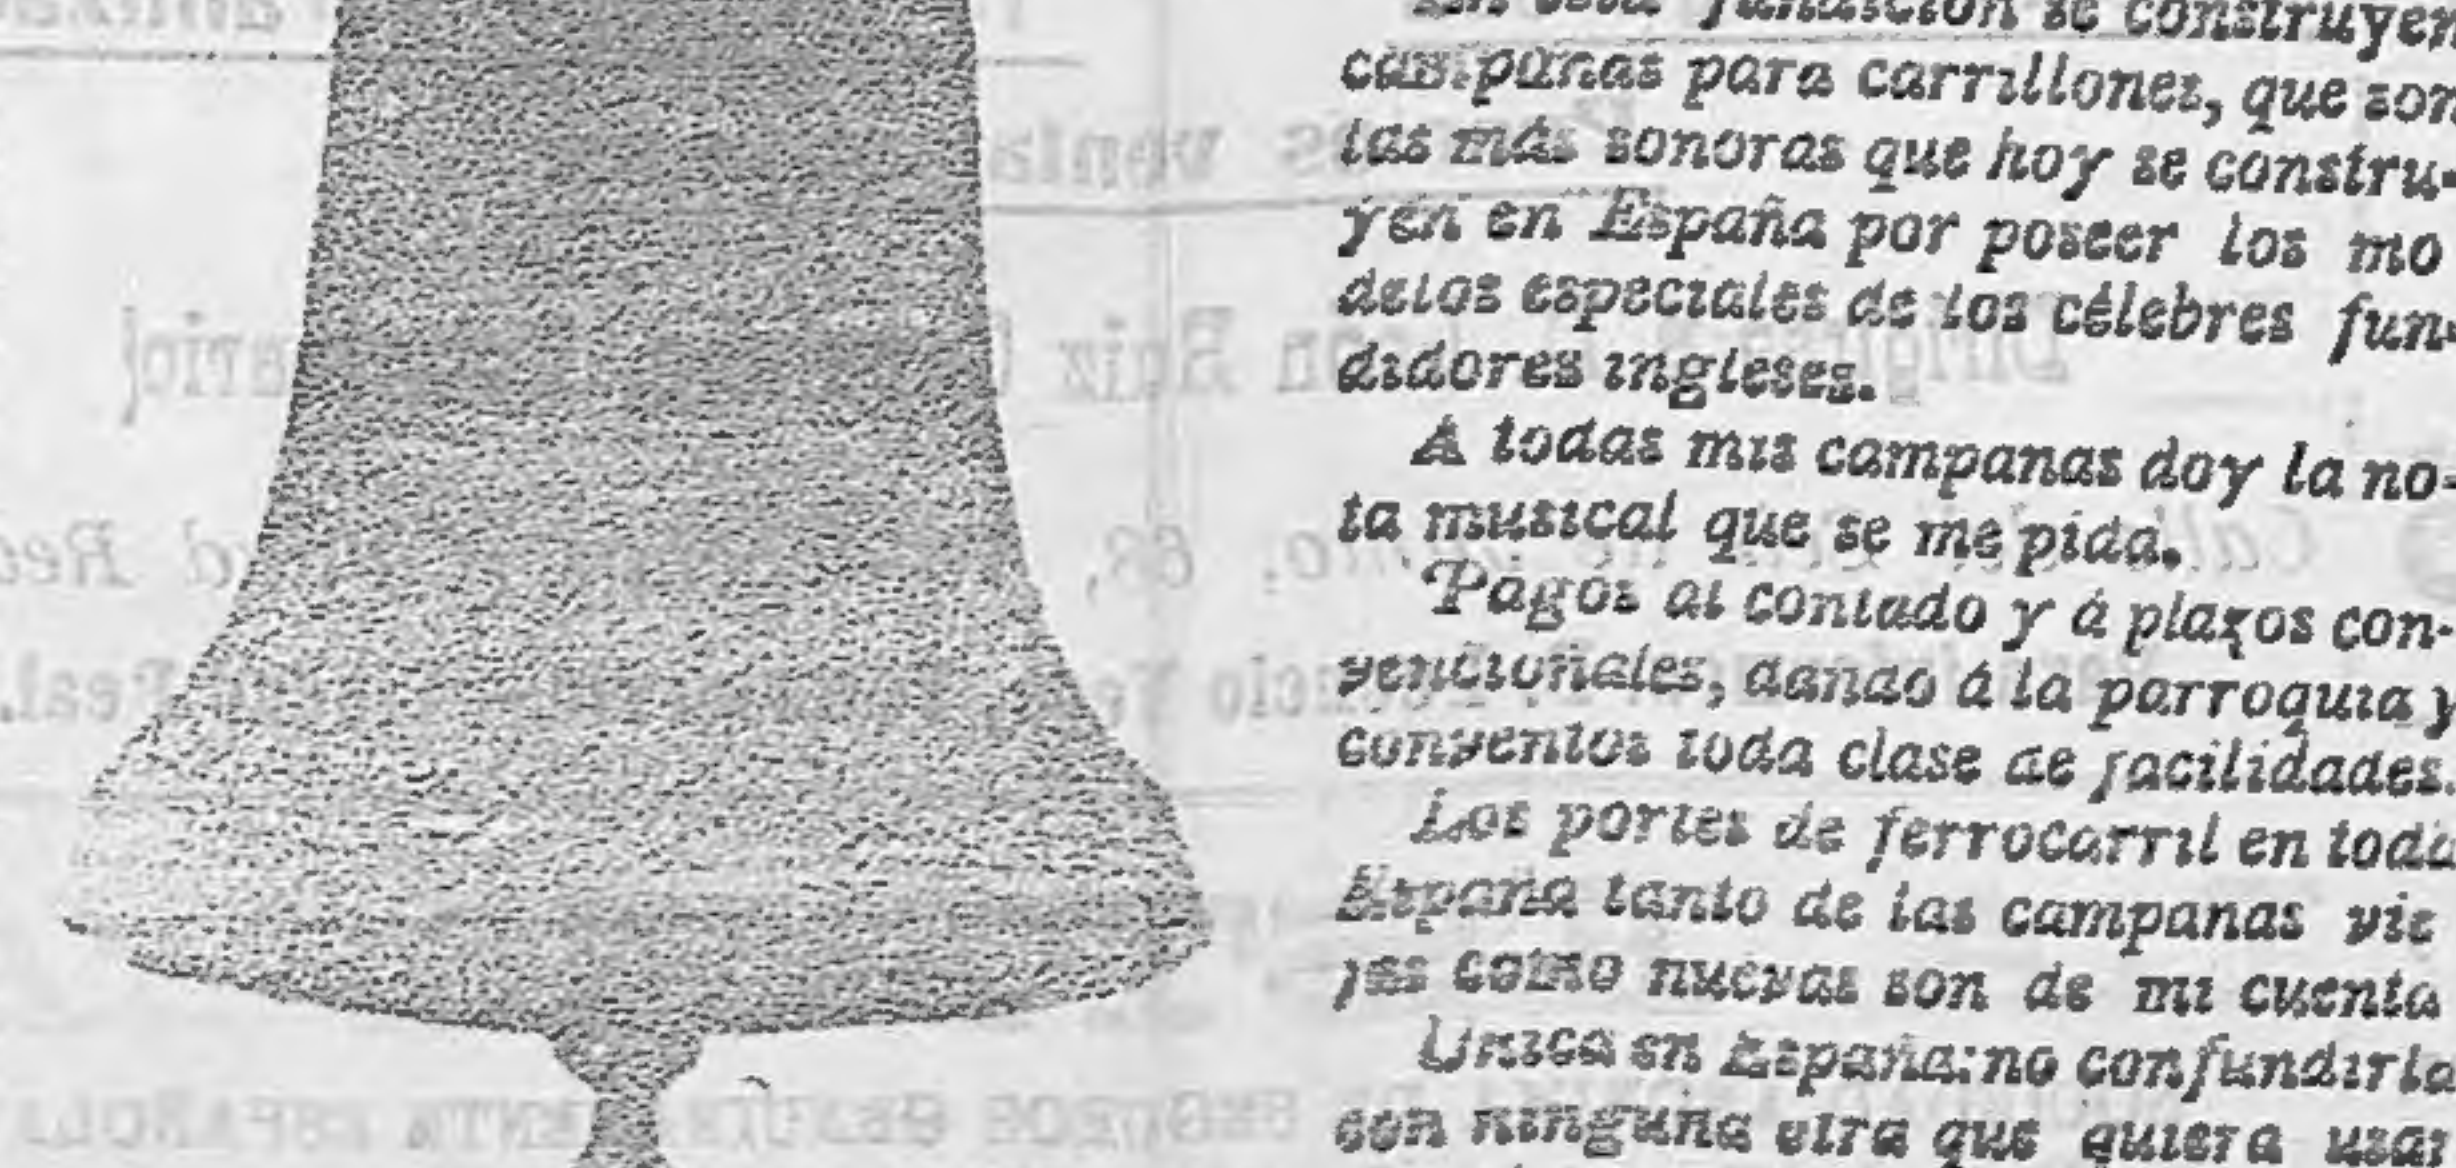 En esta fundición se construyen
campanas para carrillones, que son
las más sonoras que hoy se constru-
yen en España por poseer los mo
delos especiales de los célebres fun-
didores ingleses.
A todas mis campanas doy la no-
ta musical que se me pida.
Pagos al contado y á plazos con-
vencionales, dando á la parroquia y
conventos toda clase de facilidades.
Los portes de ferrocarril en toda
España tanto de las campanas vie
jas como nuevas son de mi cuenta
Unica en España: no confundirla
con ninguna otra que quiera usar